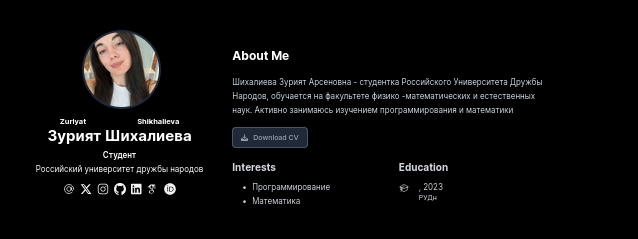 Zuriyat Shikhalieva
Зурият Шихалиева
Студент
Российский университет дружбы народов
About Me
Шихалиева Зурият Арсеновна - студентка Российского Университета Дружбы
Народов, обучается на факультете физико -математических и естественных
наук. Активно занимаюсь изучением программирования и математики
Download CV
Interests
Программирование
Математика
Education
, 2023
РУДн